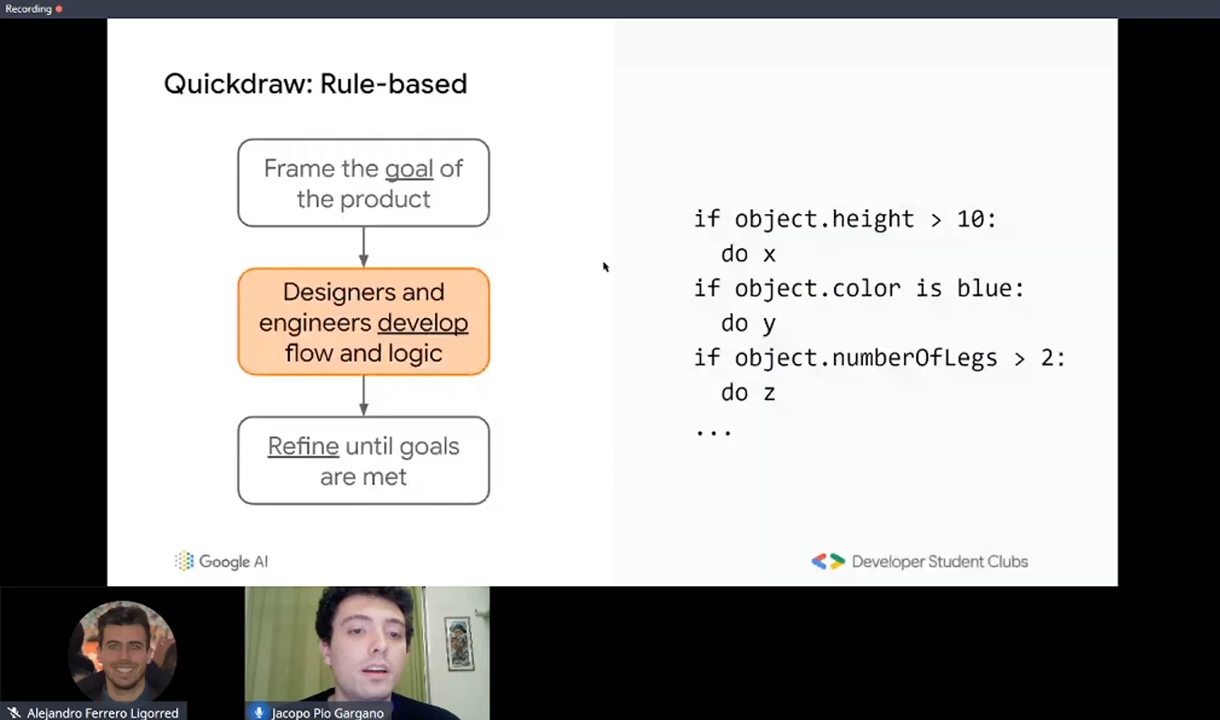 Recording
Quickdraw: Rule-based
Frame the goal of
the product
Designers and
engineers develop
flow and logic
Refine until goals
are met
if object.height > 10:
do x
if object.color is blue:
do y
if object.numberOfLegs > 2:
do z
...
Google AI
Developer Student Clubs
Alejandro Ferrero Ligorred
Jacopo Pio Gargano